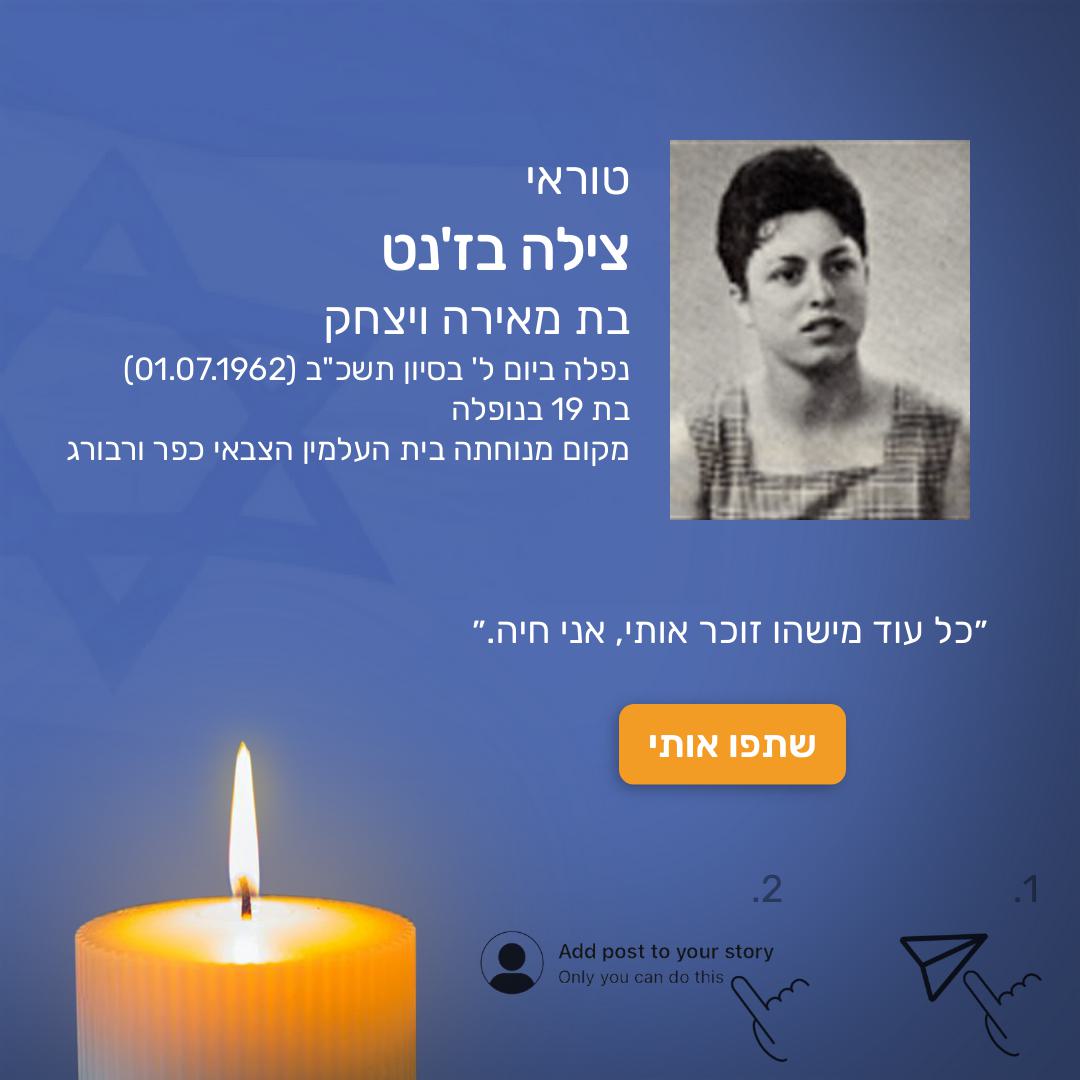 טוראי
צילה בז'נט
בת מאירה ויצחק
נפלה ביום ל' בסיוון תשכ"ב (01.07.1962)
בת 19 בנופלה
מקום מנוחתה בית העלמין הצבאי כפר ורבורג
״כל עוד מישהו זוכר אותי, אני חיה.״
שתפו אותי
1.
2.
Add post to your story
Only you can do this